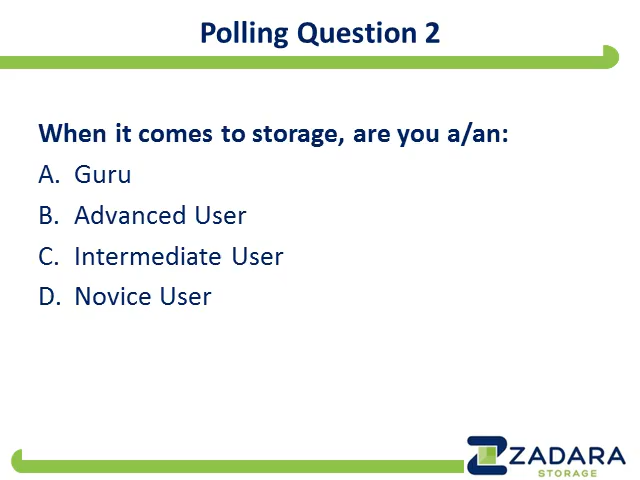 Polling Question 2
When it comes to storage, are you a/an:
A. Guru
B. Advanced User
C. Intermediate User
D. Novice User
ZADARA
STORAGE